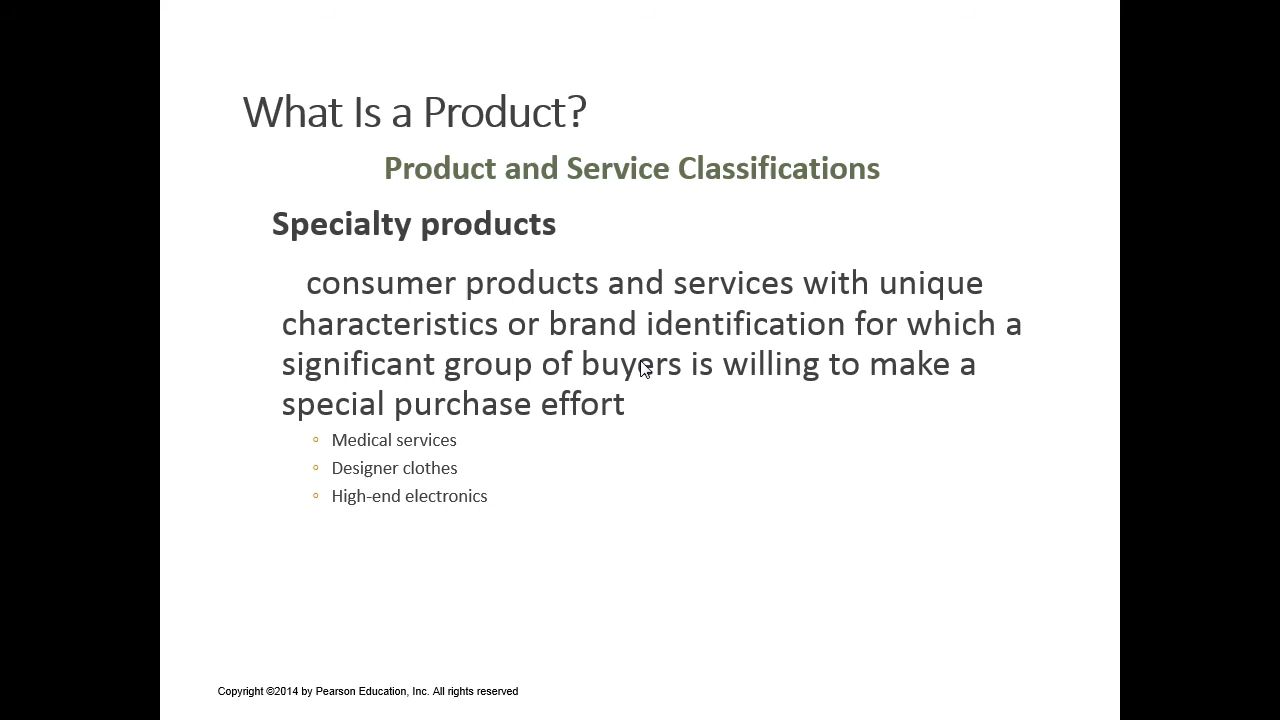 What Is a Product?
Product and Service Classifications
Specialty products
consumer products and services with unique
characteristics or brand identification for which a
significant group of buyers is willing to make a
special purchase effort
◦ Medical services
◦ Designer clothes
◦ High-end electronics
Copyright ©2014 by Pearson Education, Inc. All rights reserved